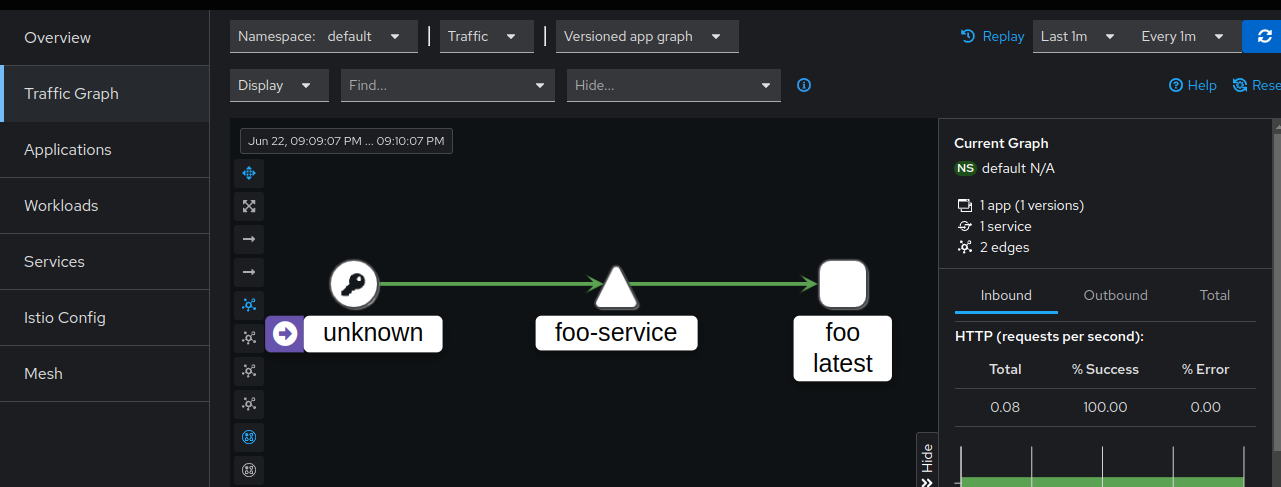 Overview
Traffic Graph
Applications
Workloads
Services
Istio Config
Mesh
Namespace: default
Traffic
Versioned app graph
Replay
Last 1m
Every 1m
Display
Find...
Hide...
Help
Rese
Jun 22, 09:09:07 PM ... 09:10:07 PM
unknown
foo-service
foo
latest
Hide
Current Graph
NS default N/A
1 app (1 versions)
1 service
2 edges
Inbound Outbound Total
HTTP (requests per second):
Total % Success % Error
0.08 100.00 0.00